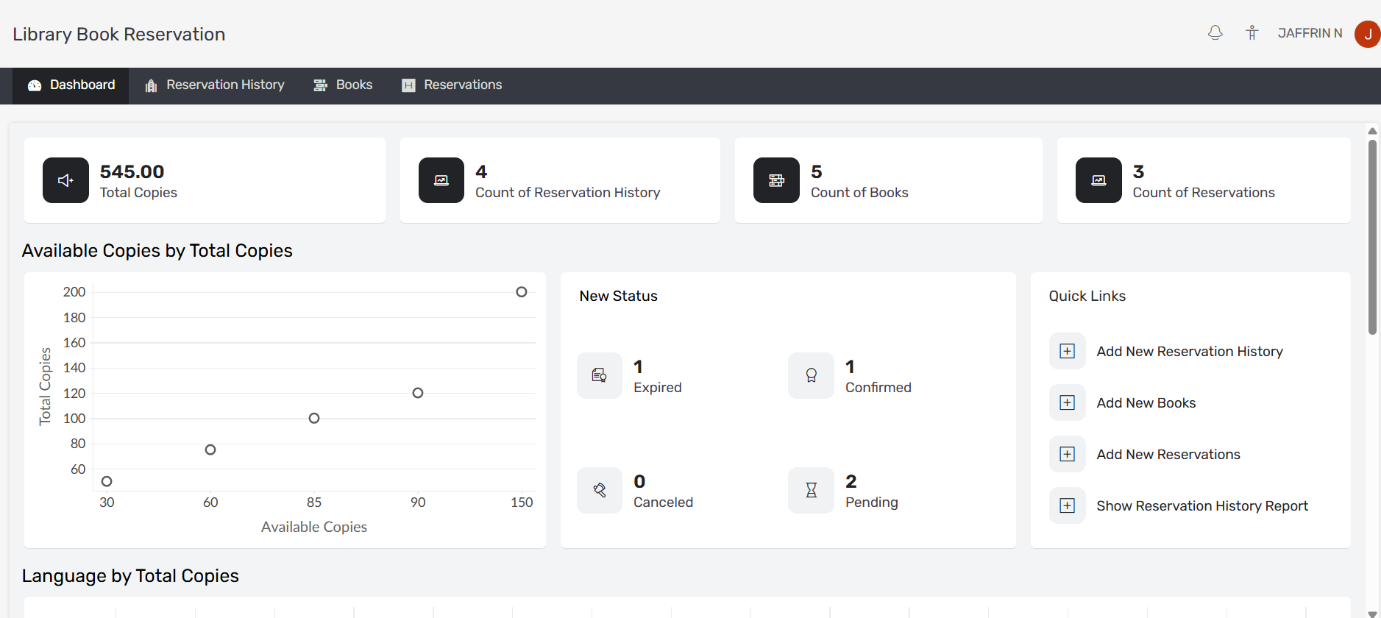 Library Book Reservation
JAFFRIN N
J
Dashboard
Reservation History
Books
H
Reservations
545.00
Total Copies
4
Count of Reservation History
5
Count of Books
3
Count of Reservations
Available Copies by Total Copies
200
180
160
140
120
100
80
60
Total Copies
30
60
85
90
150
Available Copies
New Status
1
Expired
1
Confirmed
0
Canceled
2
Pending
Quick Links
Add New Reservation History
Add New Books
Add New Reservations
Show Reservation History Report
Language by Total Copies